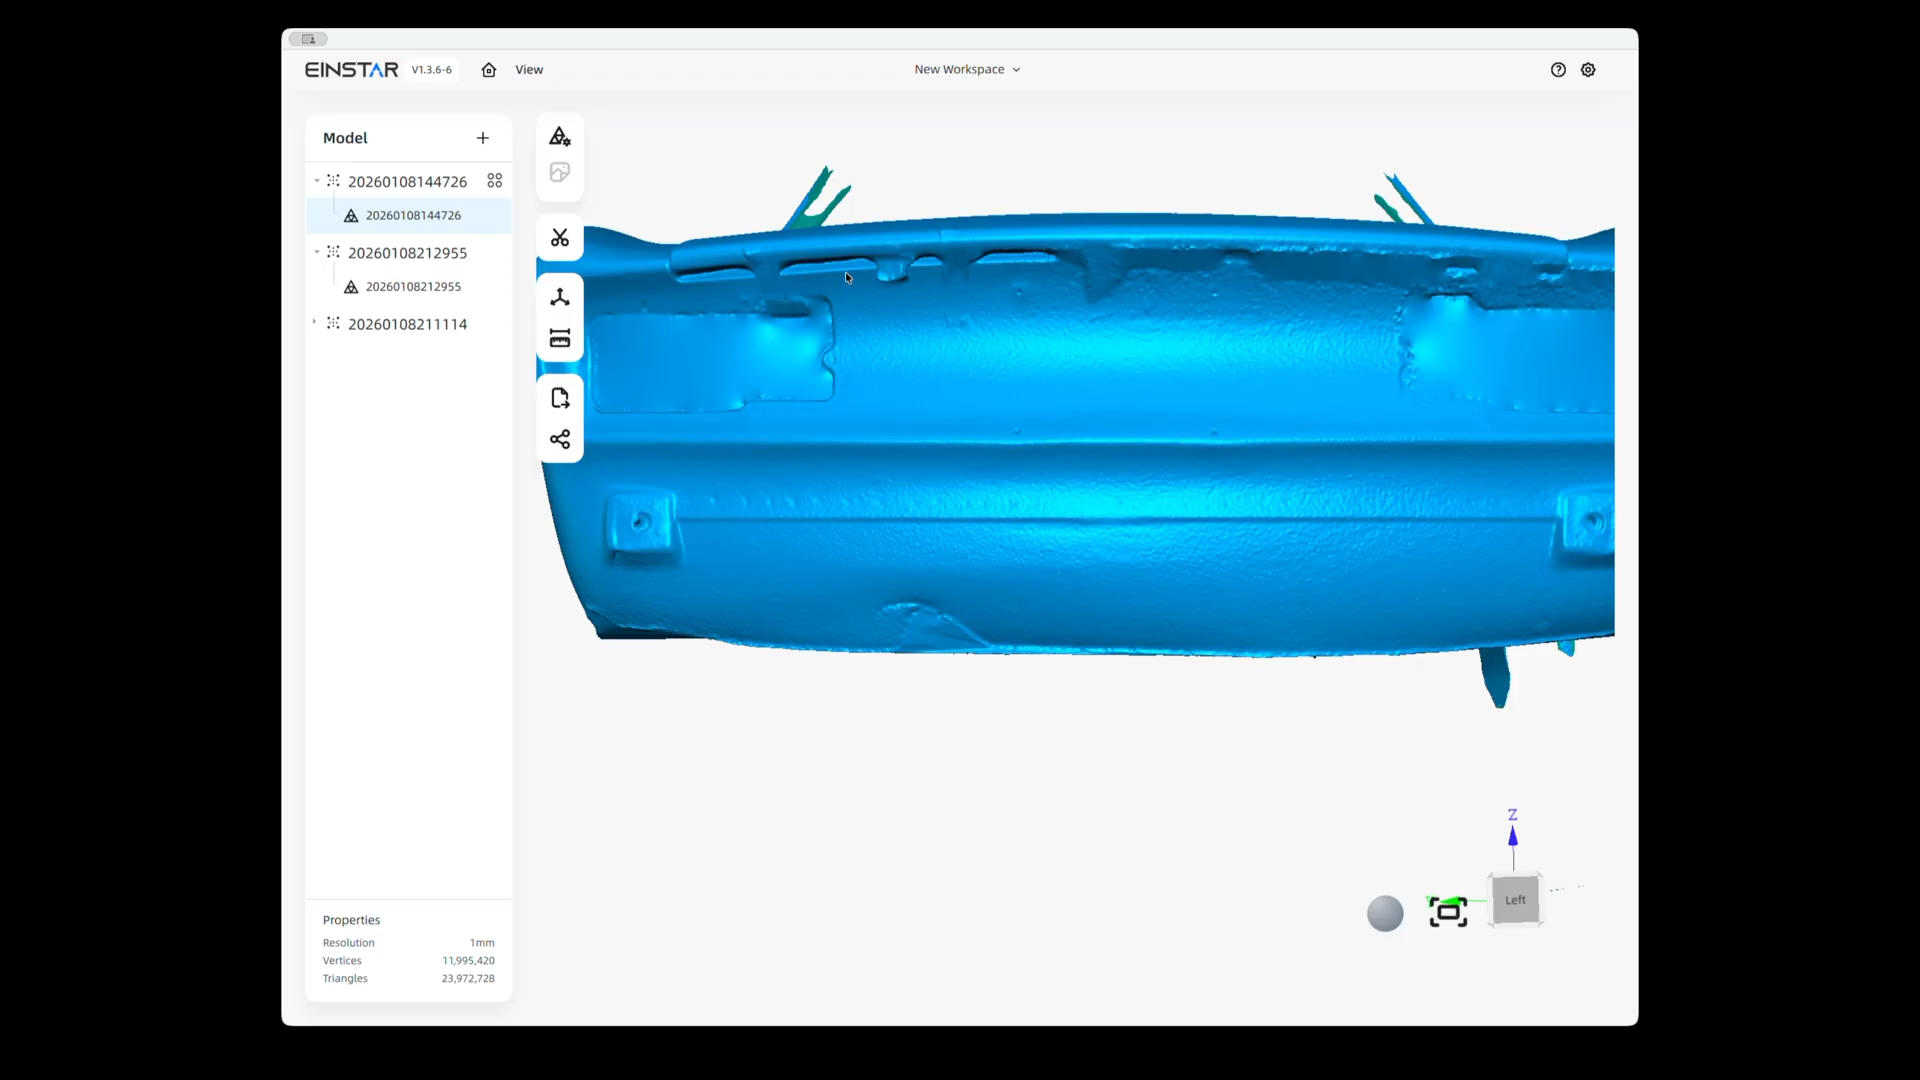 EINSTAR V1.3.6-6 View New Workspace
Model
20260108144726
20260108144726
20260108212955
20260108212955
20260108211114
Properties
Resolution 1mm
Vertices 11,995,420
Triangles 23,972,728
Z
Left